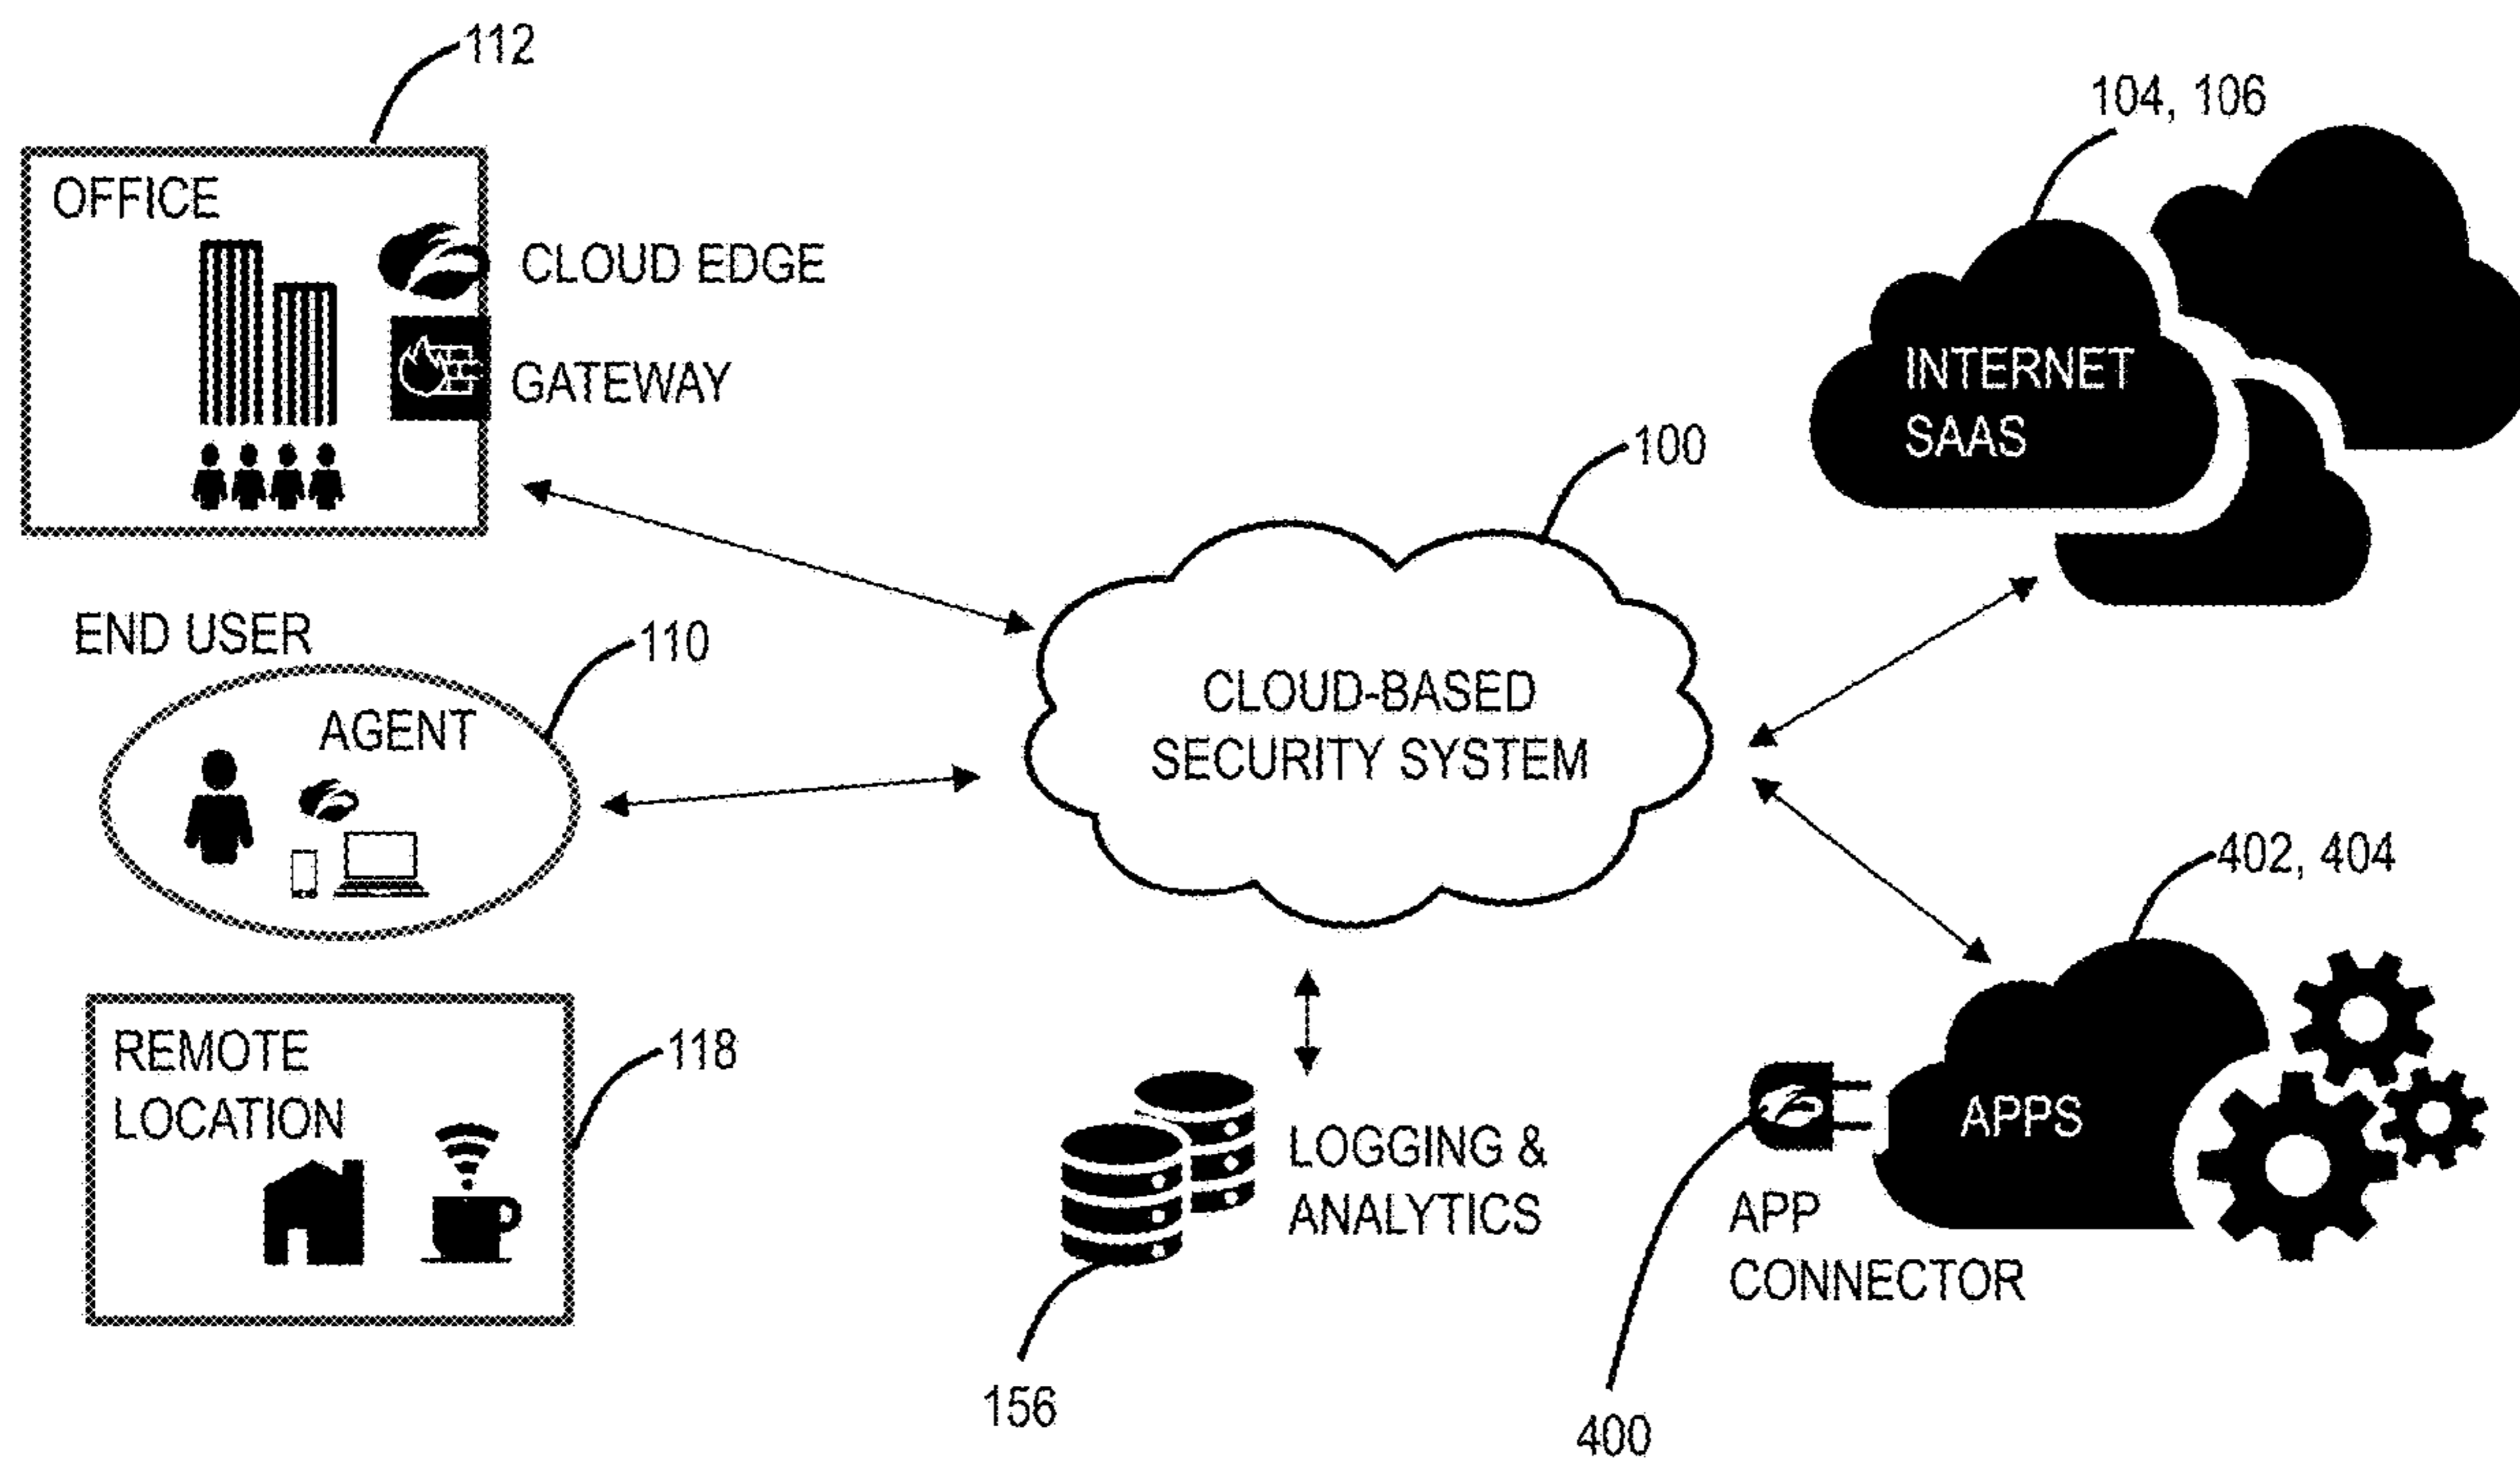 112
OFFICE
CLOUD EDGE
GATEWAY
104, 106
INTERNET
SAAS
100
CLOUD-BASED
SECURITY SYSTEM
END USER
110
AGENT
REMOTE
LOCATION
118
LOGGING &
ANALYTICS
156
402, 404
APPS
APP
CONNECTOR
400